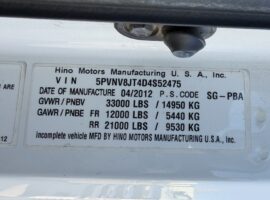 Hino Motors Manufacturing U. S. A., Inc.
V I N 5PVNV8JT4D4S52475
DATE OF MANUFACTURE 04/2012 P.S. CODE SG-PBA
GVWR / PNBV 33000 LBS / 14950 KG
GAWR / PNBE FR 12000 LBS / 5440 KG
RR 21000 LBS / 9530 KG
Incomplete vehicle MFD BY HINO MOTORS MANUFACTURING U.S.A., INC.